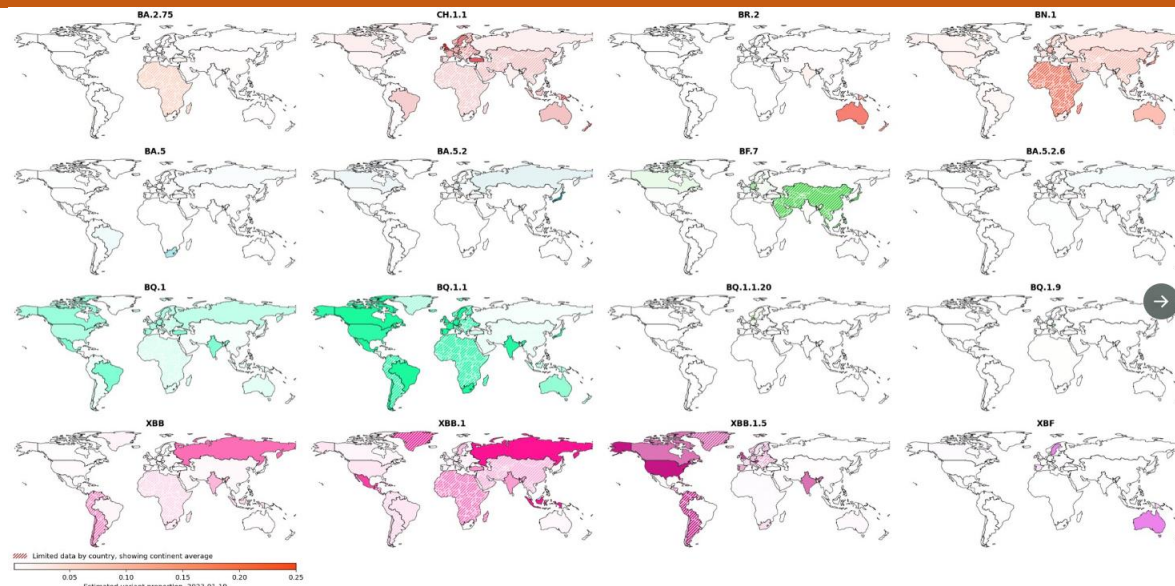 BA.2.75 CH.1.1 BR.2 BN.1
BA.5 BA.5.2 BF.7 BA.5.2.6
BQ.1 BQ.1.1 BQ.1.1.20 BQ.1.9
XBB XBB.1 XBB.1.5 XBF
Limited data by country, showing continent average
0.05 0.10 0.15 0.20 0.25
Estimated variant proportion,